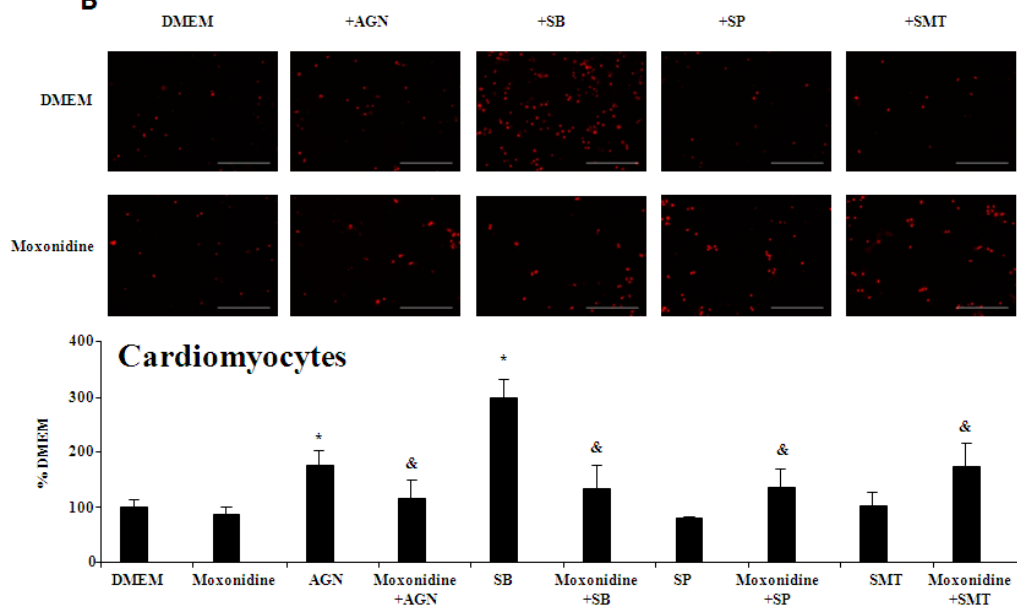 B
DMEM +AGN +SB +SP +SMT
DMEM
Moxonidine
400
300
200
100
0
% DMEM
Cardiomyocytes
* & * & & &
DMEM Moxonidine AGN Moxonidine SB Moxonidine SP Moxonidine SMT Moxonidine
+AGN +SB +SP +SMT